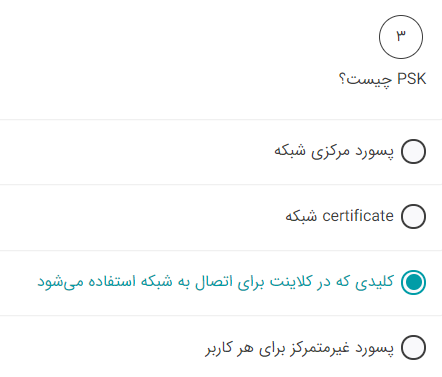 ۳
PSK چیست؟
پسورد مرکزی شبکه
certificate شبکه
کلیدی که در کلاینت برای اتصال به شبکه استفاده می‌شود
پسورد غیرمتمرکز برای هر کاربر